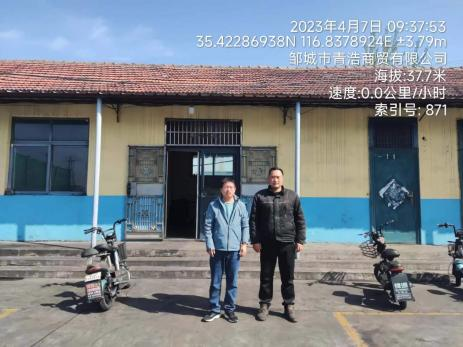 2023年4月7日 09:37:53
35.42286938N 116.8378924E ±3.79m
邹城市青浩商贸有限公司
海拔:37.7米
速度:0.0公里/小时
索引号: 871